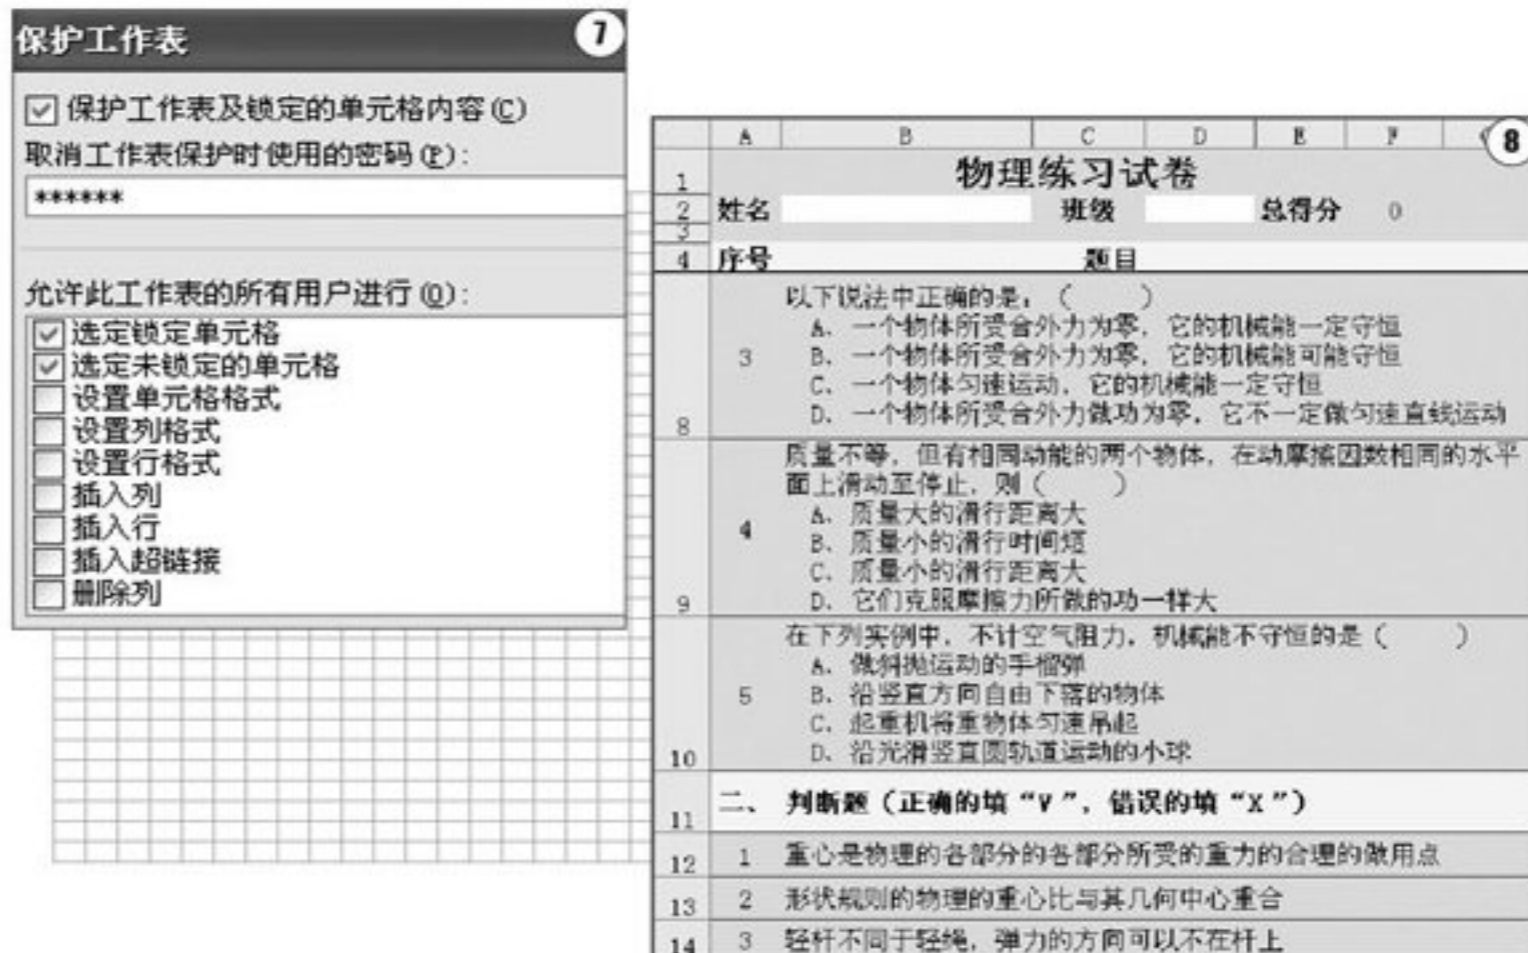 保护工作表
7
保护工作表及锁定的单元格内容(C)
取消工作表保护时使用的密码(P):
******
允许此工作表的所有用户进行(O):
选定锁定单元格
选定未锁定的单元格
设置单元格格式
设置列格式
设置行格式
插入列
插入行
插入超链接
删除列
A B C D E F
8
1 物理练习试卷
2 姓名 班级 总得分 0
3
4 序号 题目
以下说法中正确的是:( )
A. 一个物体所受合外力为零,它的机械能一定守恒
3 B. 一个物体所受合外力为零,它的机械能可能守恒
C. 一个物体匀速运动,它的机械能一定守恒
D. 一个物体所受合外力做功为零,它不一定做匀速直线运动
8
质量不等,但有相同动能的两个物体,在动摩擦因数相同的水平
面上滑动至停止,则( )
A. 质量大的滑行距离大
4 B. 质量小的滑行时间短
C. 质量小的滑行距离大
D. 它们克服摩擦力所做的功一样大
9
在下列实例中,不计空气阻力,机械能不守恒的是( )
A. 做斜抛运动的手榴弹
5 B. 沿竖直方向自由下落的物体
C. 起重机将重物体匀速吊起
D. 沿光滑竖直圆轨道运动的小球
10
11 二、 判断题(正确的填“V”,错误的填“X”)
12 1 重心是物理的各部分的各部分所受的重力的合理的做用点
13 2 形状规则的物理的重心比与其几何中心重合
14 3 轻杆不同于轻绳,弹力的方向可以不在杆上